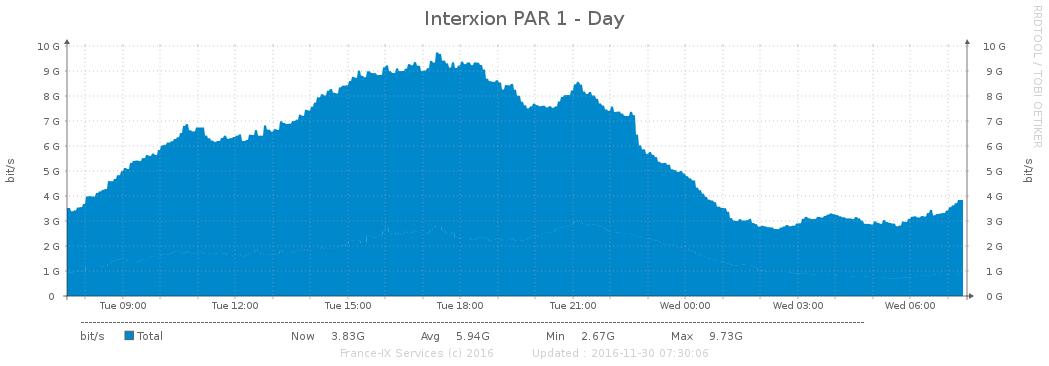 Interxion PAR 1 - Day
RRDTOOL / TOBI OETIKER
10 G 10 G
9 G 9 G
8 G 8 G
7 G 7 G
6 G 6 G
5 G 5 G
4 G 4 G
3 G 3 G
2 G 2 G
1 G 1 G
0 0 G
bit/s bit/s
Tue 09:00 Tue 12:00 Tue 15:00 Tue 18:00 Tue 21:00 Wed 00:00 Wed 03:00 Wed 06:00
bit/s Total Now 3.83G Avg 5.94G Min 2.67G Max 9.73G
France-IX Services (c) 2016 Updated : 2016-11-30 07:30:06